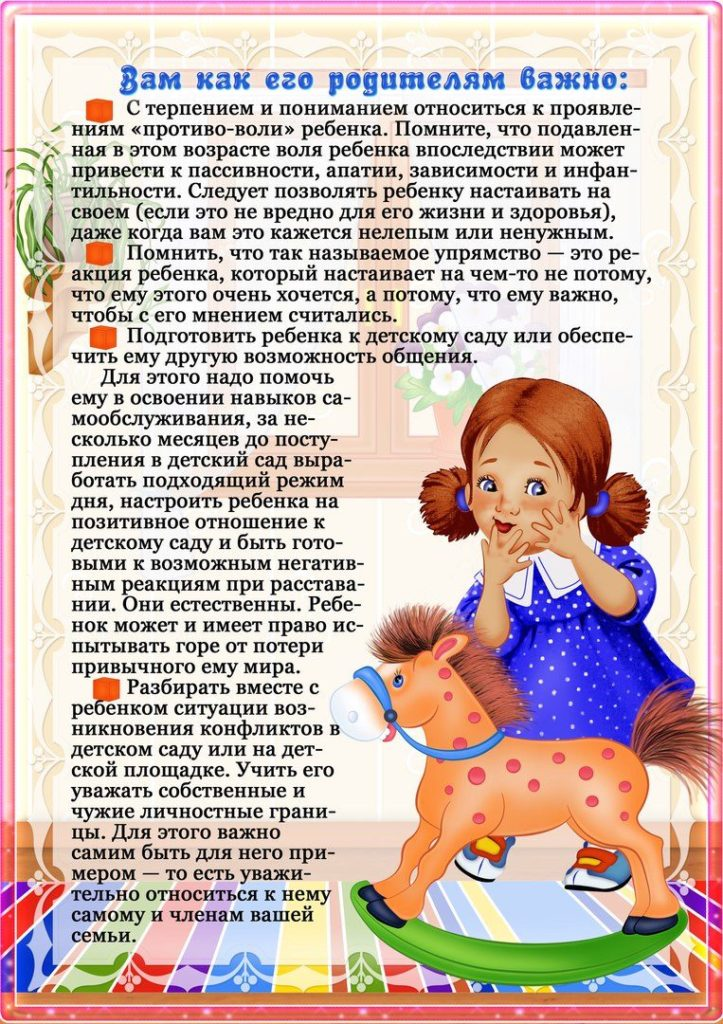 Вам как его родителям важно:
С терпением и пониманием относиться к проявле-
ниям «противо-воли» ребенка. Помните, что подавлен-
ная в этом возрасте воля ребенка впоследствии может
привести к пассивности, апатии, зависимости и инфан-
тильности. Следует позволять ребенку настаивать на
своем (если это не вредно для его жизни и здоровья),
даже когда вам это кажется нелепым или ненужным.
Помнить, что так называемое упрямство — это ре-
акция ребенка, который настаивает на чем-то не потому,
что ему этого очень хочется, а потому, что ему важно,
чтобы с его мнением считались.
Подготовить ребенка к детскому саду или обеспе-
чить ему другую возможность общения.
Для этого надо помочь
ему в освоении навыков са-
мообслуживания, за не-
сколько месяцев до посту-
пления в детский сад выра-
ботать подходящий режим
дня, настроить ребенка на
позитивное отношение к
детскому саду и быть гото-
выми к возможным негатив-
ным реакциям при расстава-
нии. Они естественны. Ребе-
нок может и имеет право ис-
пытывать горе от потери
привычного ему мира.
Разбирать вместе с
ребенком ситуации воз-
никновения конфликтов в
детском саду или на дет-
ской площадке. Учить его
уважать собственные и
чужие личностные грани-
цы. Для этого важно
самим быть для него при-
мером — то есть уважи-
тельно относиться к нему
самому и членам вашей
семьи.